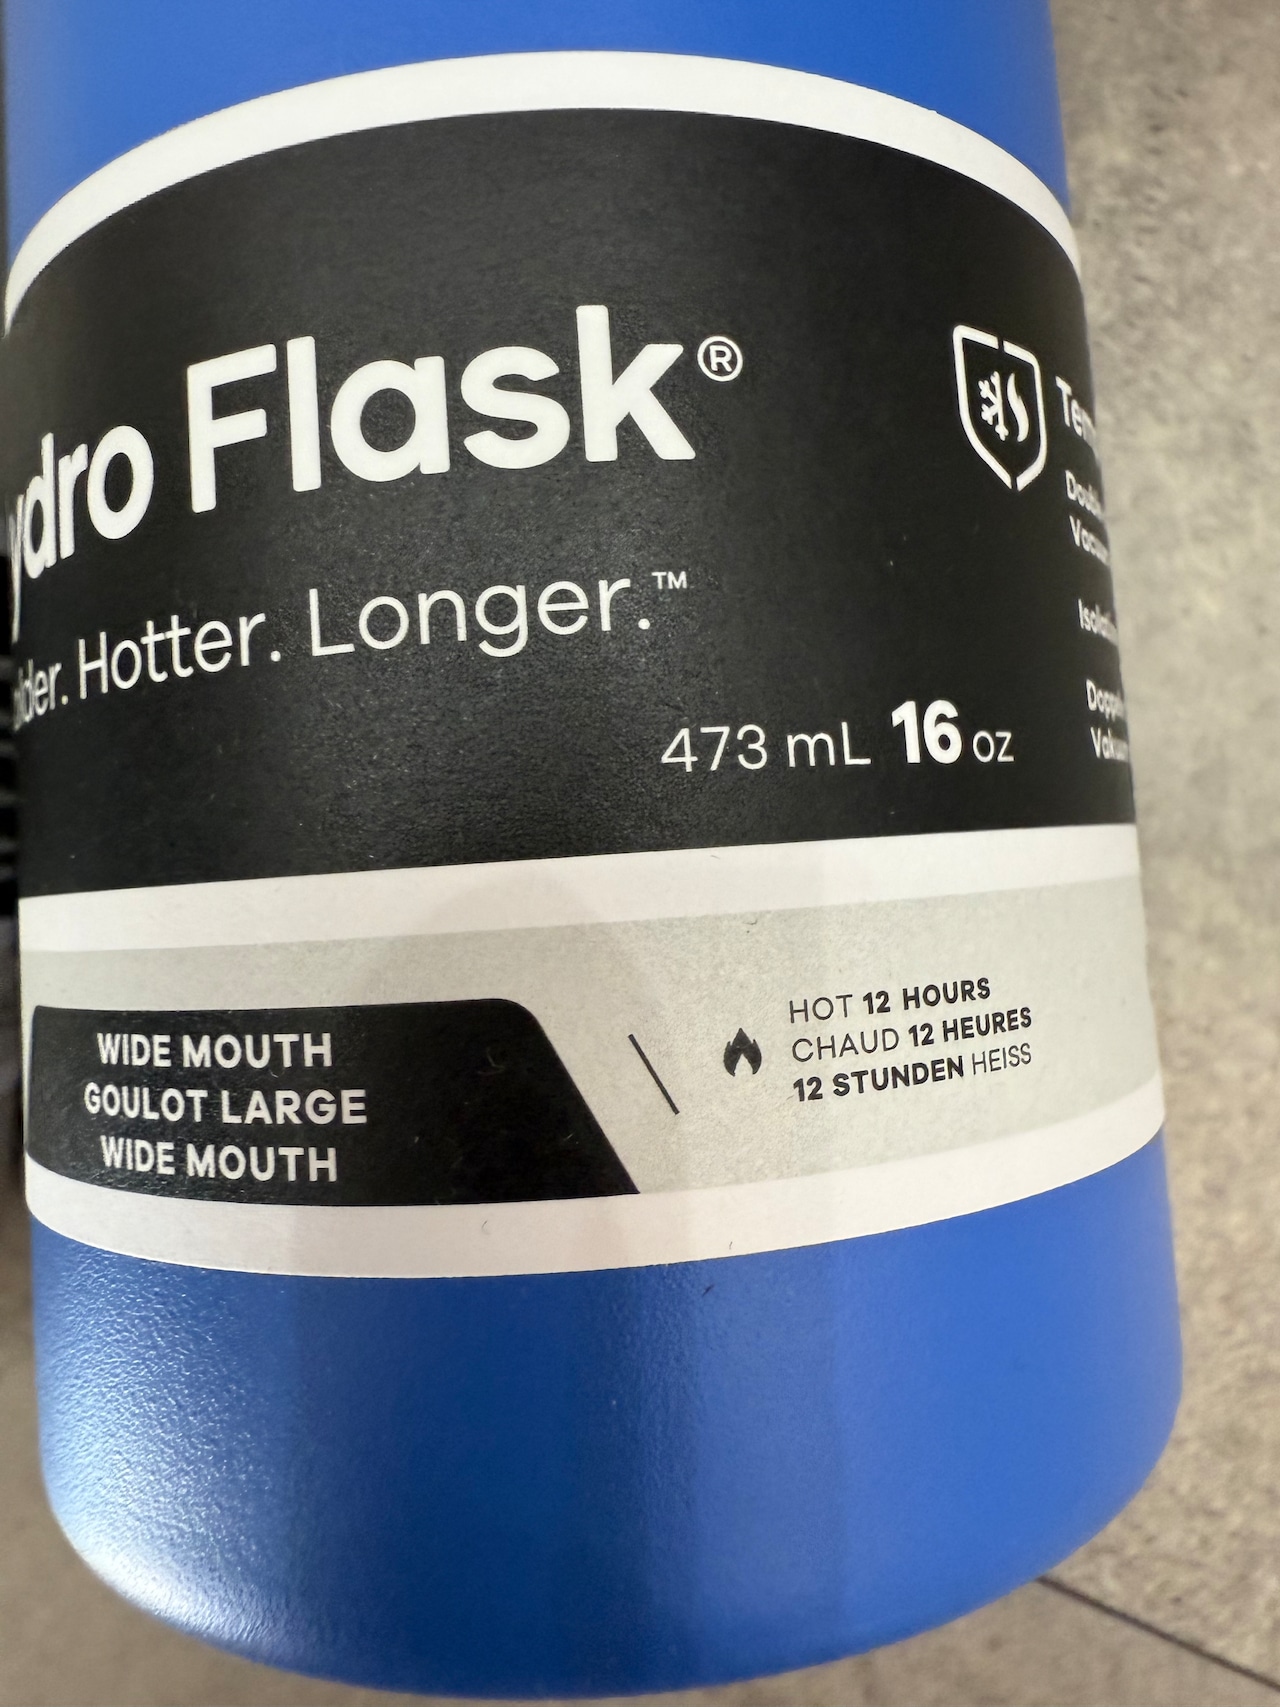 ydro Flask®
Hotter. Longer.™
473 mL 16 oz
WIDE MOUTH
GOULOT LARGE
WIDE MOUTH
HOT 12 HOURS
CHAUD 12 HEURES
12 STUNDEN HEISS